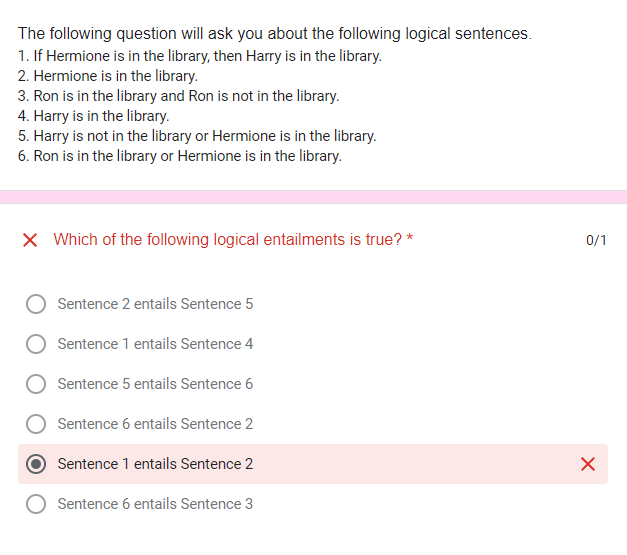 The following question will ask you about the following logical sentences.
1. If Hermione is in the library, then Harry is in the library.
2. Hermione is in the library.
3. Ron is in the library and Ron is not in the library.
4. Harry is in the library.
5. Harry is not in the library or Hermione is in the library.
6. Ron is in the library or Hermione is in the library.
Which of the following logical entailments is true? * 0/1
Sentence 2 entails Sentence 5
Sentence 1 entails Sentence 4
Sentence 5 entails Sentence 6
Sentence 6 entails Sentence 2
Sentence 1 entails Sentence 2
Sentence 6 entails Sentence 3